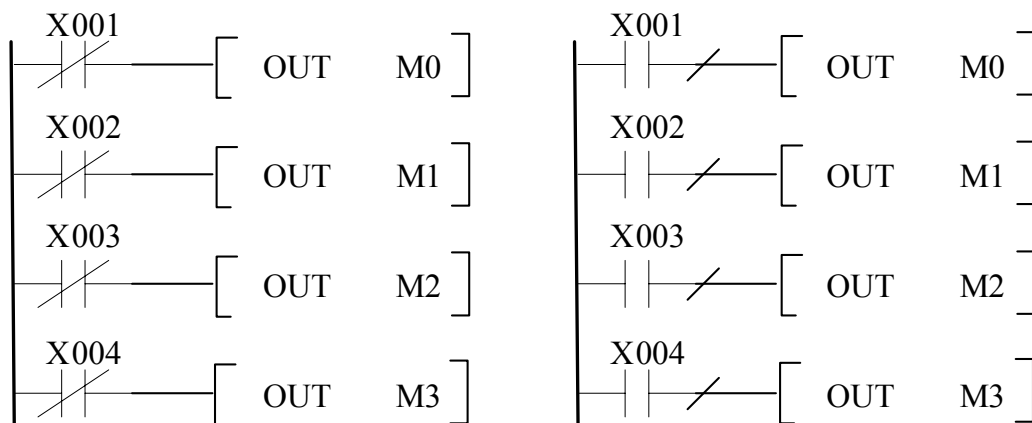 X001 X001
OUT M0 OUT M0
X002 X002
OUT M1 OUT M1
X003 X003
OUT M2 OUT M2
X004 X004
OUT M3 OUT M3